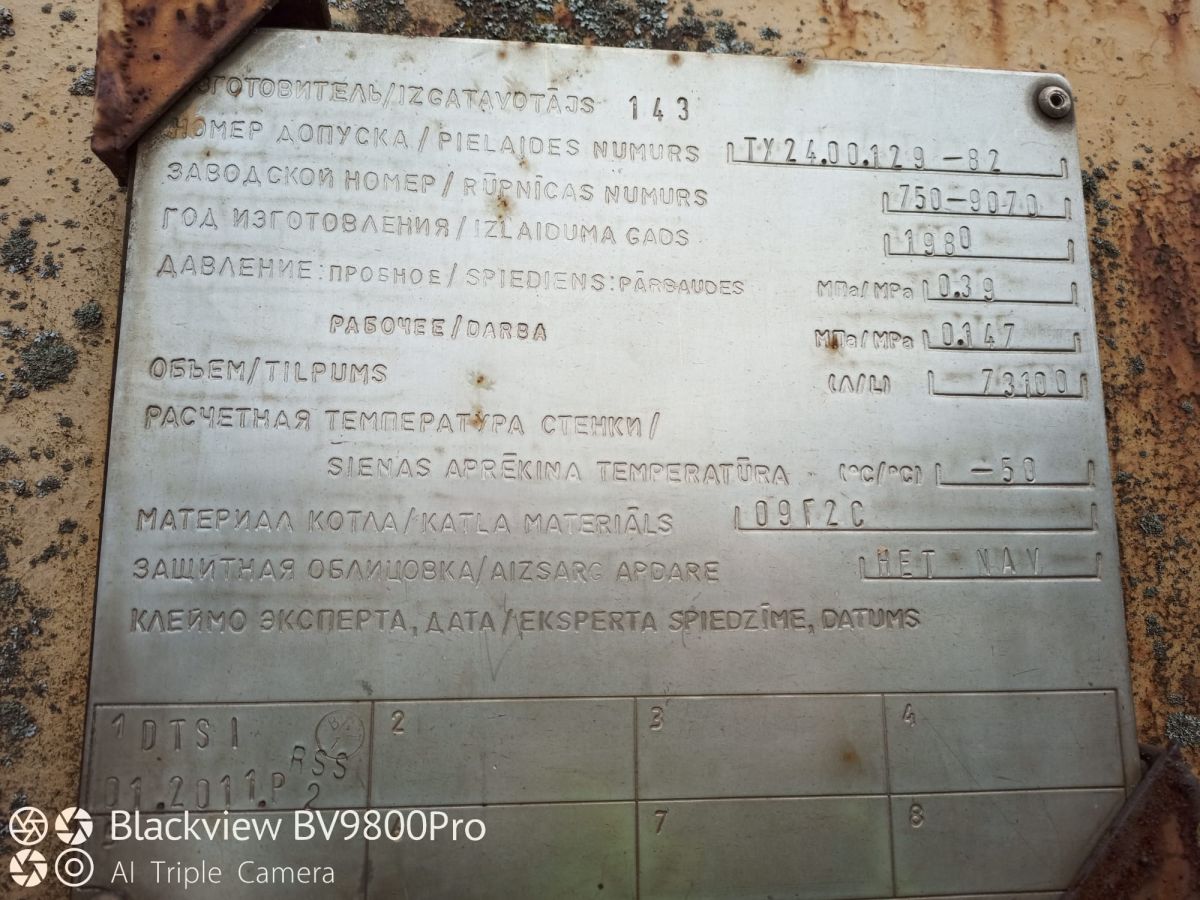 ИЗГОТОВИТЕЛЬ/IZGATAVOTĀJS 143
НОМЕР ДОПУСКА/PIELAIDES NUMURS ТУ24.00.129-82
ЗАВОДСКОЙ НОМЕР/RŪPNĪCAS NUMURS 750-9070
ГОД ИЗГОТОВЛЕНИЯ/IZLAIDUMA GADS 1980
ДАВЛЕНИЕ: ПРОБНОЕ/SPIEDIENS: PĀRBAUDES МПа/MPa 0.39
РАБОЧЕЕ/DARBA МПа/MPa 0.147
ОБЪЕМ/TILPUMS (Л/L) 73100
РАСЧЕТНАЯ ТЕМПЕРАТУРА СТЕНКИ/
SIENAS APRĒĶINA TEMPERATŪRA (°C/°C) -50
МАТЕРИАЛ КОТЛА/KATLA MATERIĀLS 09Г2С
ЗАЩИТНАЯ ОБЛИЦОВКА/AIZSARG APDARE НЕТ NAV
КЛЕЙМО ЭКСПЕРТА, ДАТА/EKSPERTA SPIEDZĪME, DATUMS
1 DTSI 2 3 4
RSS
01.2011.P 2
7 8
Blackview BV9800Pro
AI Triple Camera